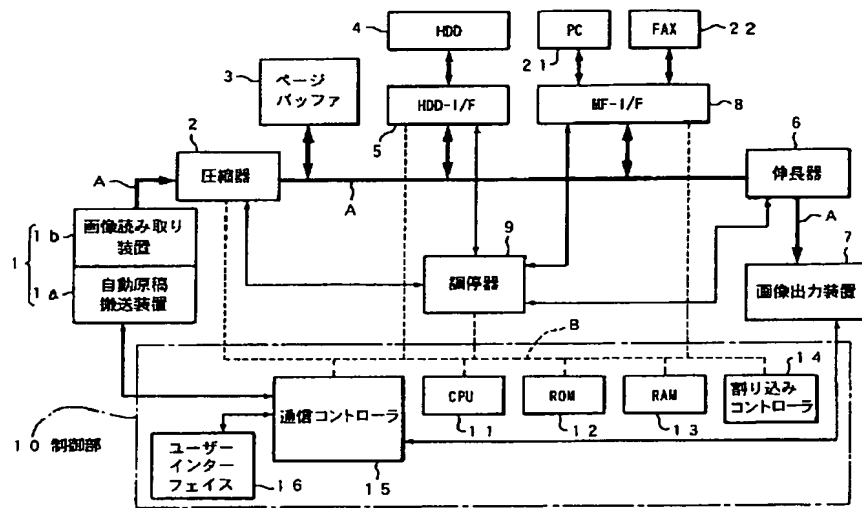 4
HDD
PC
21
FAX
22
3
ページ
バッファ
HDD-I/F
5
MF-I/F
8
2
圧縮器
6
伸長器
A
A
A
1
1b
画像読み取り
装置
1a
自動原稿
搬送装置
9
調停器
7
画像出力装置
B
14
割り込み
コントローラ
通信コントローラ
15
CPU
11
ROM
12
RAM
13
10 制御部
ユーザー
インター
フェイス
16